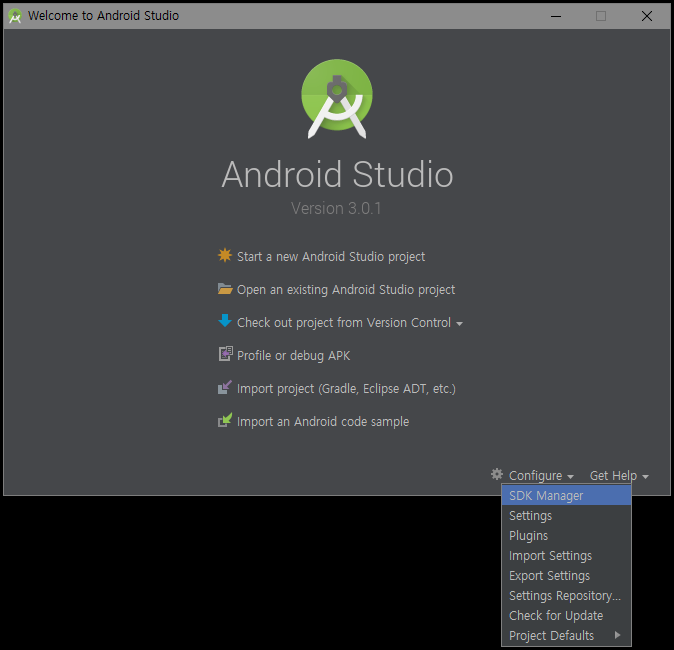 Welcome to Android Studio
Android Studio
Version 3.0.1
Start a new Android Studio project
Open an existing Android Studio project
Check out project from Version Control
Profile or debug APK
Import project (Gradle, Eclipse ADT, etc.)
Import an Android code sample
Configure Get Help
SDK Manager
Settings
Plugins
Import Settings
Export Settings
Settings Repository...
Check for Update
Project Defaults